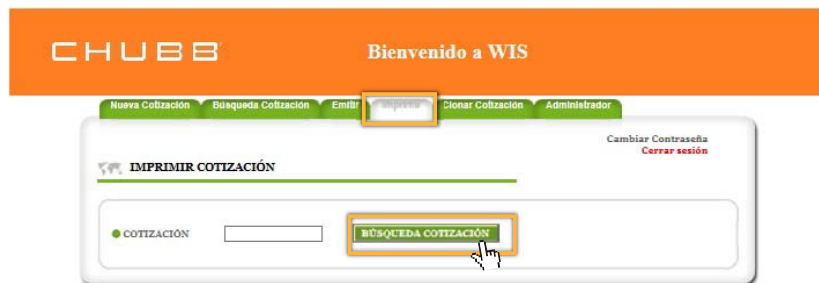 CHUBB
Bienvenido a WIS
Nueva Cotización Búsqueda Cotización Emitir Imprimir Clonar Cotización Administrador
Cambiar Contraseña
Cerrar sesión
IMPRIMIR COTIZACIÓN
COTIZACIÓN BÚSQUEDA COTIZACIÓN